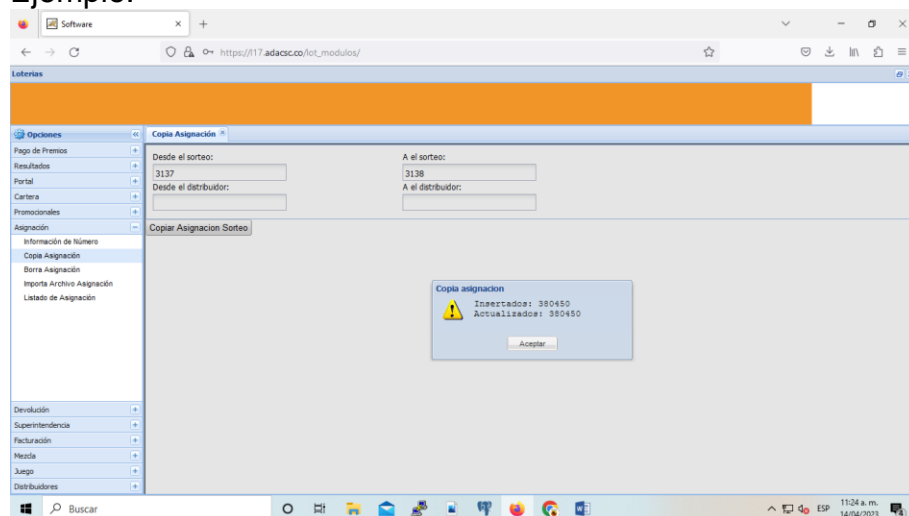 Ejemplo:
Software
https://l17.adacsc.co/lot_modulos/
Loterias
Opciones
Copia Asignación
Pago de Premios
Resultados
Portal
Cartera
Promocionales
Asignación
Información de Número
Copia Asignación
Borra Asignación
Importa Archivo Asignación
Listado de Asignación
Devolución
Superintendencia
Facturación
Mezcla
Juego
Distribuidores
Desde el sorteo:
A el sorteo:
3137
3138
Desde el distribuidor:
A el distribuidor:
Copiar Asignacion Sorteo
Copia asignacion
Insertados: 380450
Actualizados: 380450
Aceptar
Buscar
ESP
11:24 a. m.
14/04/2023